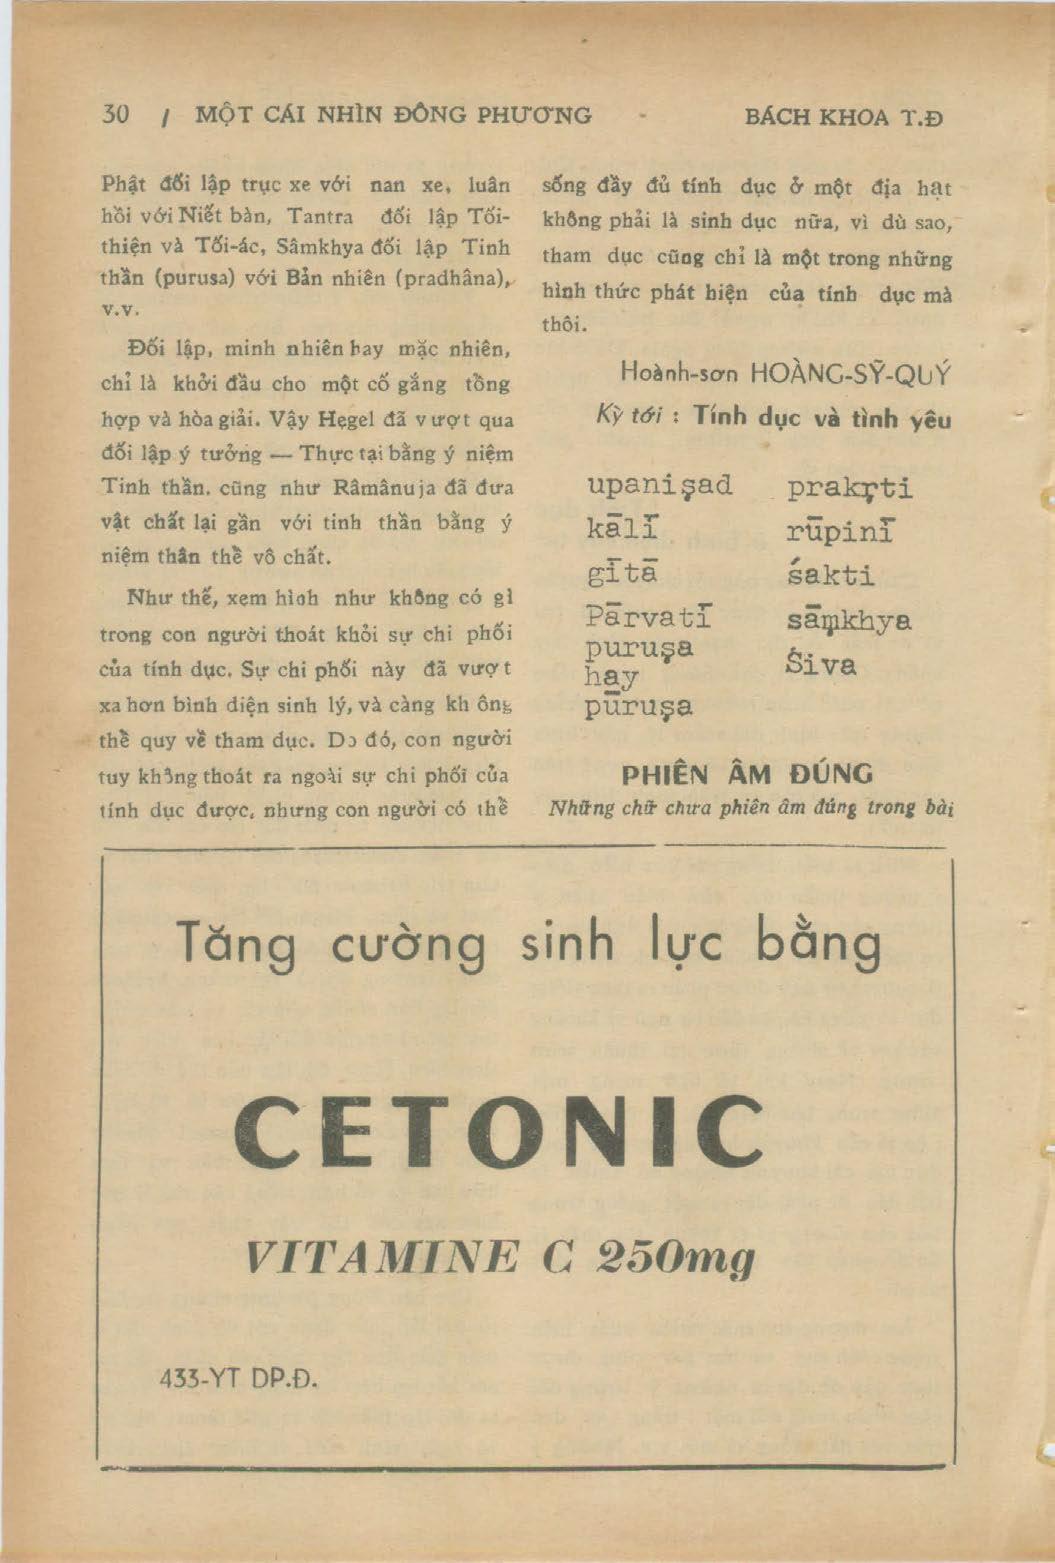 30 / MỘT CÁI NHÌN ĐÔNG PHƯƠNG - BÁCH KHOA T.Đ
Phật đối lập trục xe với nan xe, luân
hồi với Niết bàn, Tantra đối lập Tối-
thiện và Tối-ác, Sâmkhya đối lập Tinh
thần (purusa) với Bản nhiên (pradhâna),
v.v.
Đối lập, minh nhiên hay mặc nhiên,
chỉ là khởi đầu cho một cố gắng tổng
hợp và hòa giải. Vậy Hegel đã vượt qua
đối lập ý tưởng — Thực tại bằng ý niệm
Tinh thần. cũng như Râmânuja đã đưa
vật chất lại gần với tinh thần bằng ý
niệm thân thể vô chất.
Như thế, xem hình như không có gì
trong con người thoát khỏi sự chi phối
của tính dục. Sự chi phối này đã vượt
xa hơn bình diện sinh lý, và càng không
thể quy về tham dục. Do đó, con người
tuy không thoát ra ngoài sự chi phối của
tính dục được, nhưng con người có thể
sống đầy đủ tính dục ở một địa hạt
không phải là sinh dục nữa, vì dù sao,
tham dục cũng chỉ là một trong những
hình thức phát hiện của tính dục mà
thôi.
Hoành-sơn HOÀNG-SỸ-QUÝ
Kỳ tới : Tính dục và tình yêu
upaniṣad
kālī
gītā
Pārvatī
puruṣa
hay
pūruṣa
prakṛti
rūpinī
śakti
sāṃkhya
Śiva
PHIÊN ÂM ĐÚNG
Những chữ chưa phiên âm đúng trong bài
Tăng cường sinh lực bằng
CETONIC
VITAMINE C 250mg
433-YT DP.Đ.